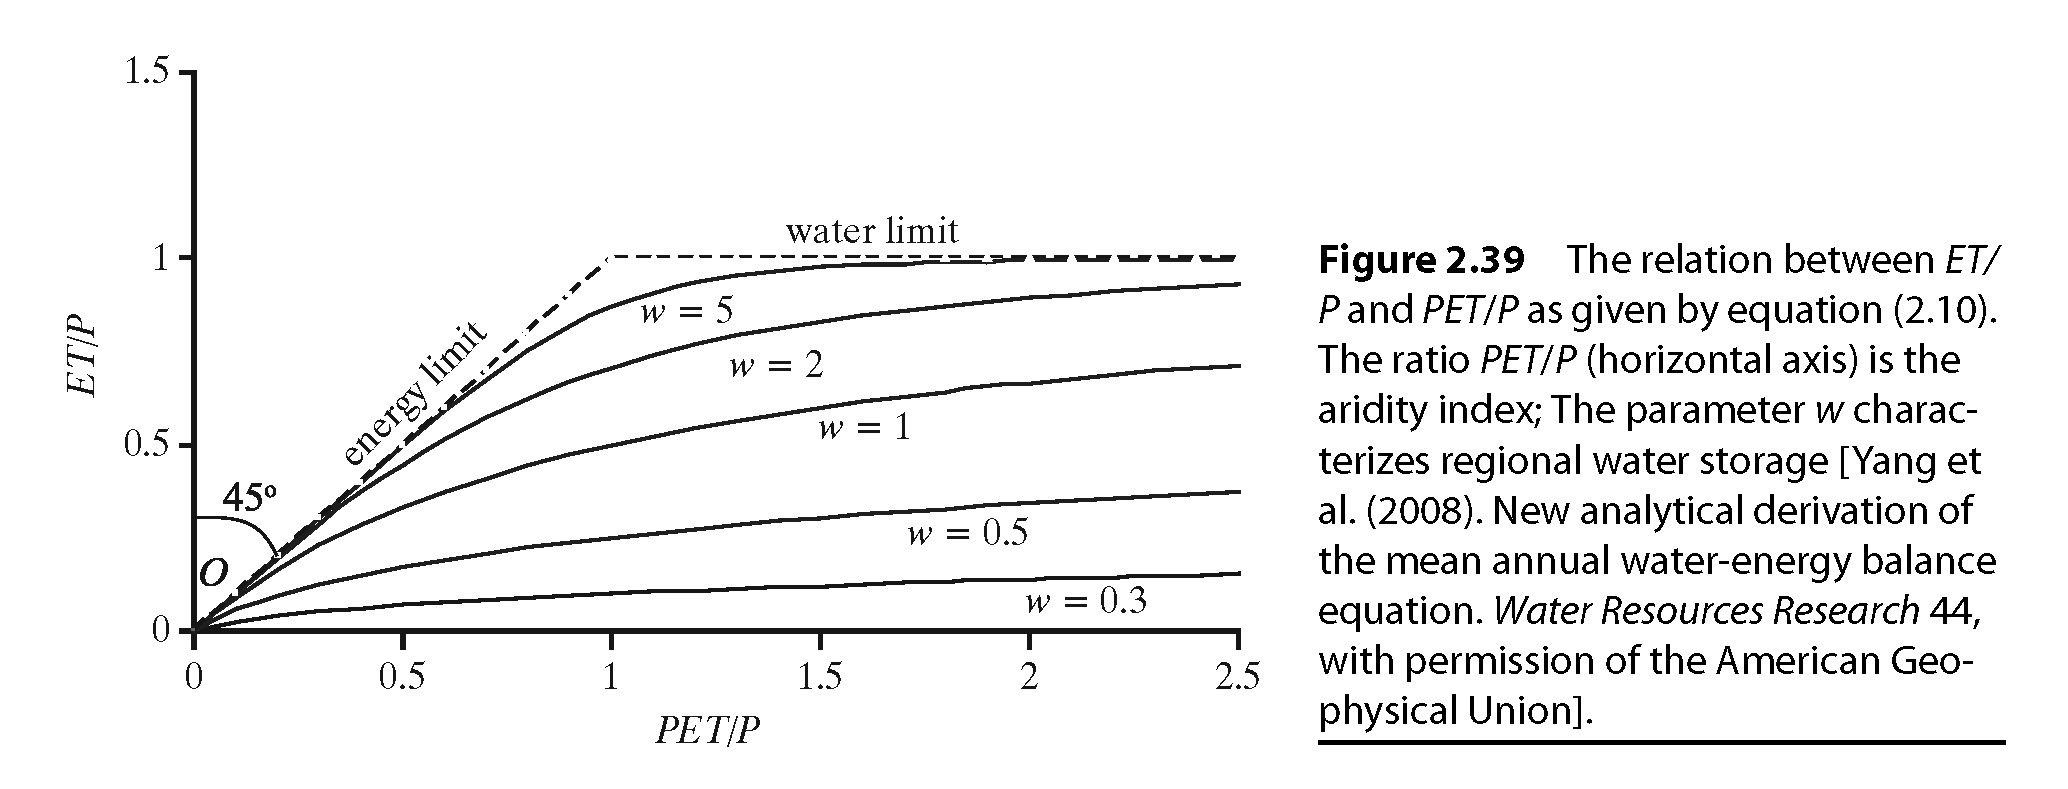 1.5
1
0.5
0
0
0.5
1
1.5
2
2.5
ET/P
PET/P
water limit
energy limit
45°
O
w = 5
w = 2
w = 1
w = 0.5
w = 0.3
Figure 2.39 The relation between ET/
P and PET/P as given by equation (2.10).
The ratio PET/P (horizontal axis) is the
aridity index; The parameter w charac-
terizes regional water storage [Yang et
al. (2008). New analytical derivation of
the mean annual water-energy balance
equation. Water Resources Research 44,
with permission of the American Geo-
physical Union].